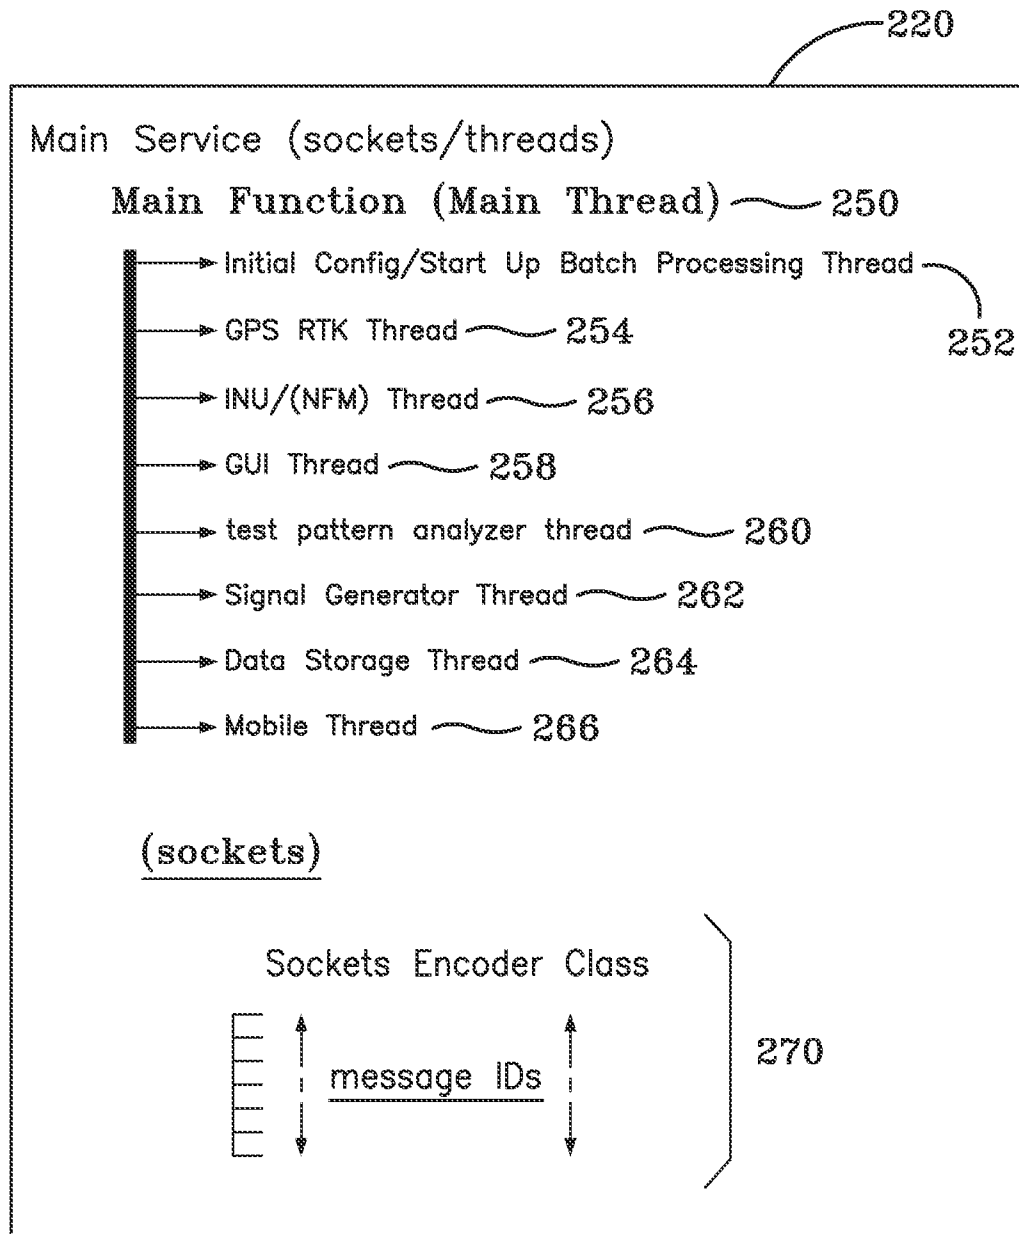 220
Main Service (sockets/threads)
Main Function (Main Thread) 250
Initial Config/Start Up Batch Processing Thread
252
GPS RTK Thread 254
INU/(NFM) Thread 256
GUI Thread 258
test pattern analyzer thread 260
Signal Generator Thread 262
Data Storage Thread 264
Mobile Thread 266
(sockets)
Sockets Encoder Class
message IDs
270